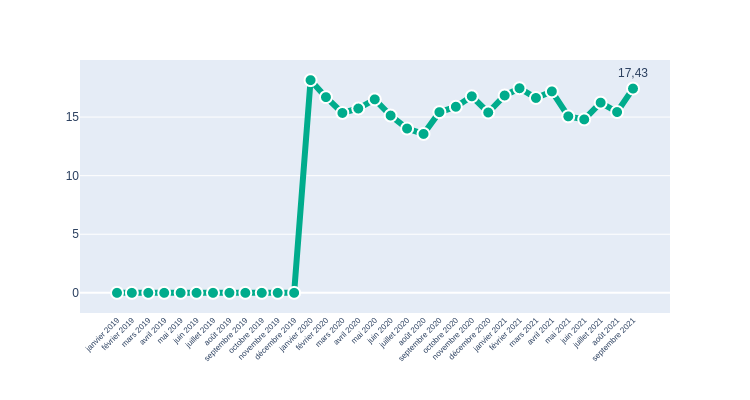 17,43
15
10
5
0
janvier 2019
février 2019
mars 2019
avril 2019
mai 2019
juin 2019
juillet 2019
août 2019
septembre 2019
octobre 2019
novembre 2019
décembre 2019
janvier 2020
février 2020
mars 2020
avril 2020
mai 2020
juin 2020
juillet 2020
août 2020
septembre 2020
octobre 2020
novembre 2020
décembre 2020
janvier 2021
février 2021
mars 2021
avril 2021
mai 2021
juin 2021
juillet 2021
août 2021
septembre 2021